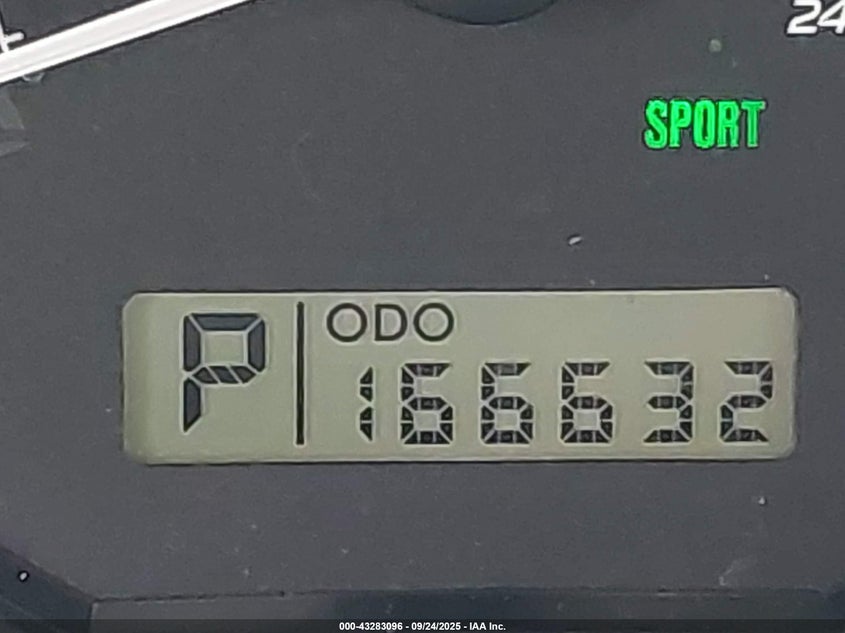 24
SPORT
P
ODO
166632
000-43283096 - 09/24/2025 - IAA Inc.